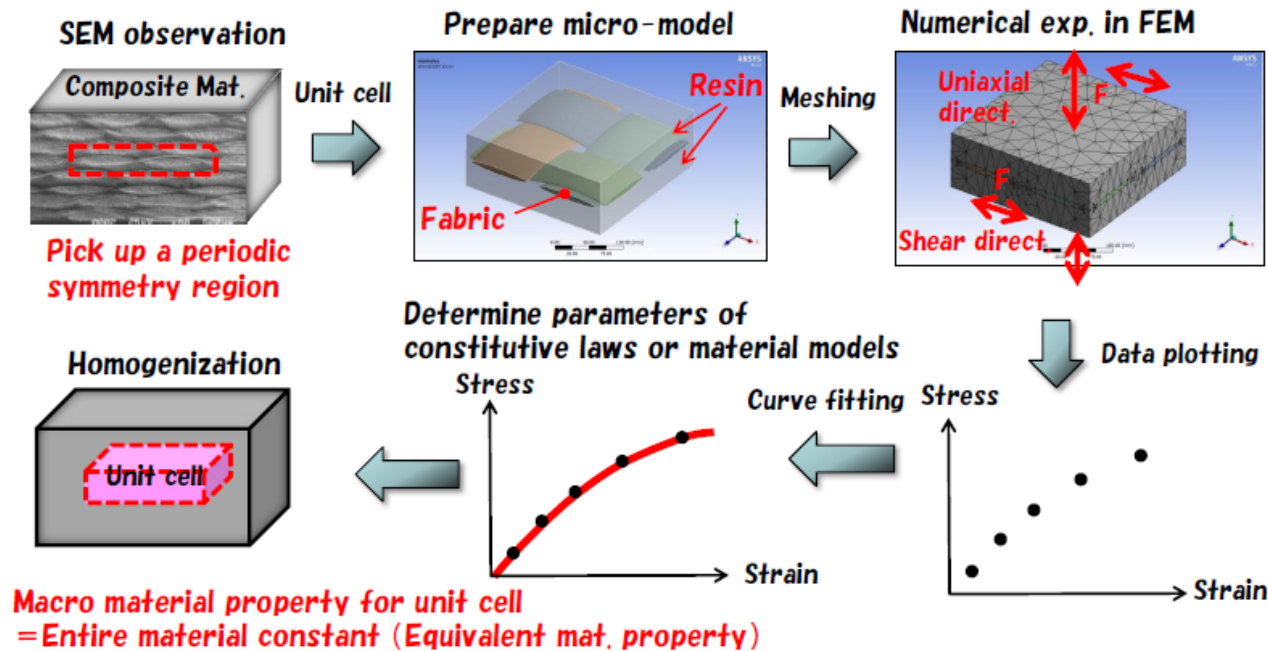 SEM observation
Composite Mat.
Pick up a periodic
symmetry region
Unit cell
Prepare micro-model
ANSYS
Resin
Fabric
Meshing
Numerical exp. in FEM
ANSYS
Uniaxial
direct.
F
F
Shear direct.
Data plotting
Stress
Strain
Curve fitting
Determine parameters of
constitutive laws or material models
Stress
Strain
Homogenization
Unit cell
Macro material property for unit cell
=Entire material constant (Equivalent mat. property)